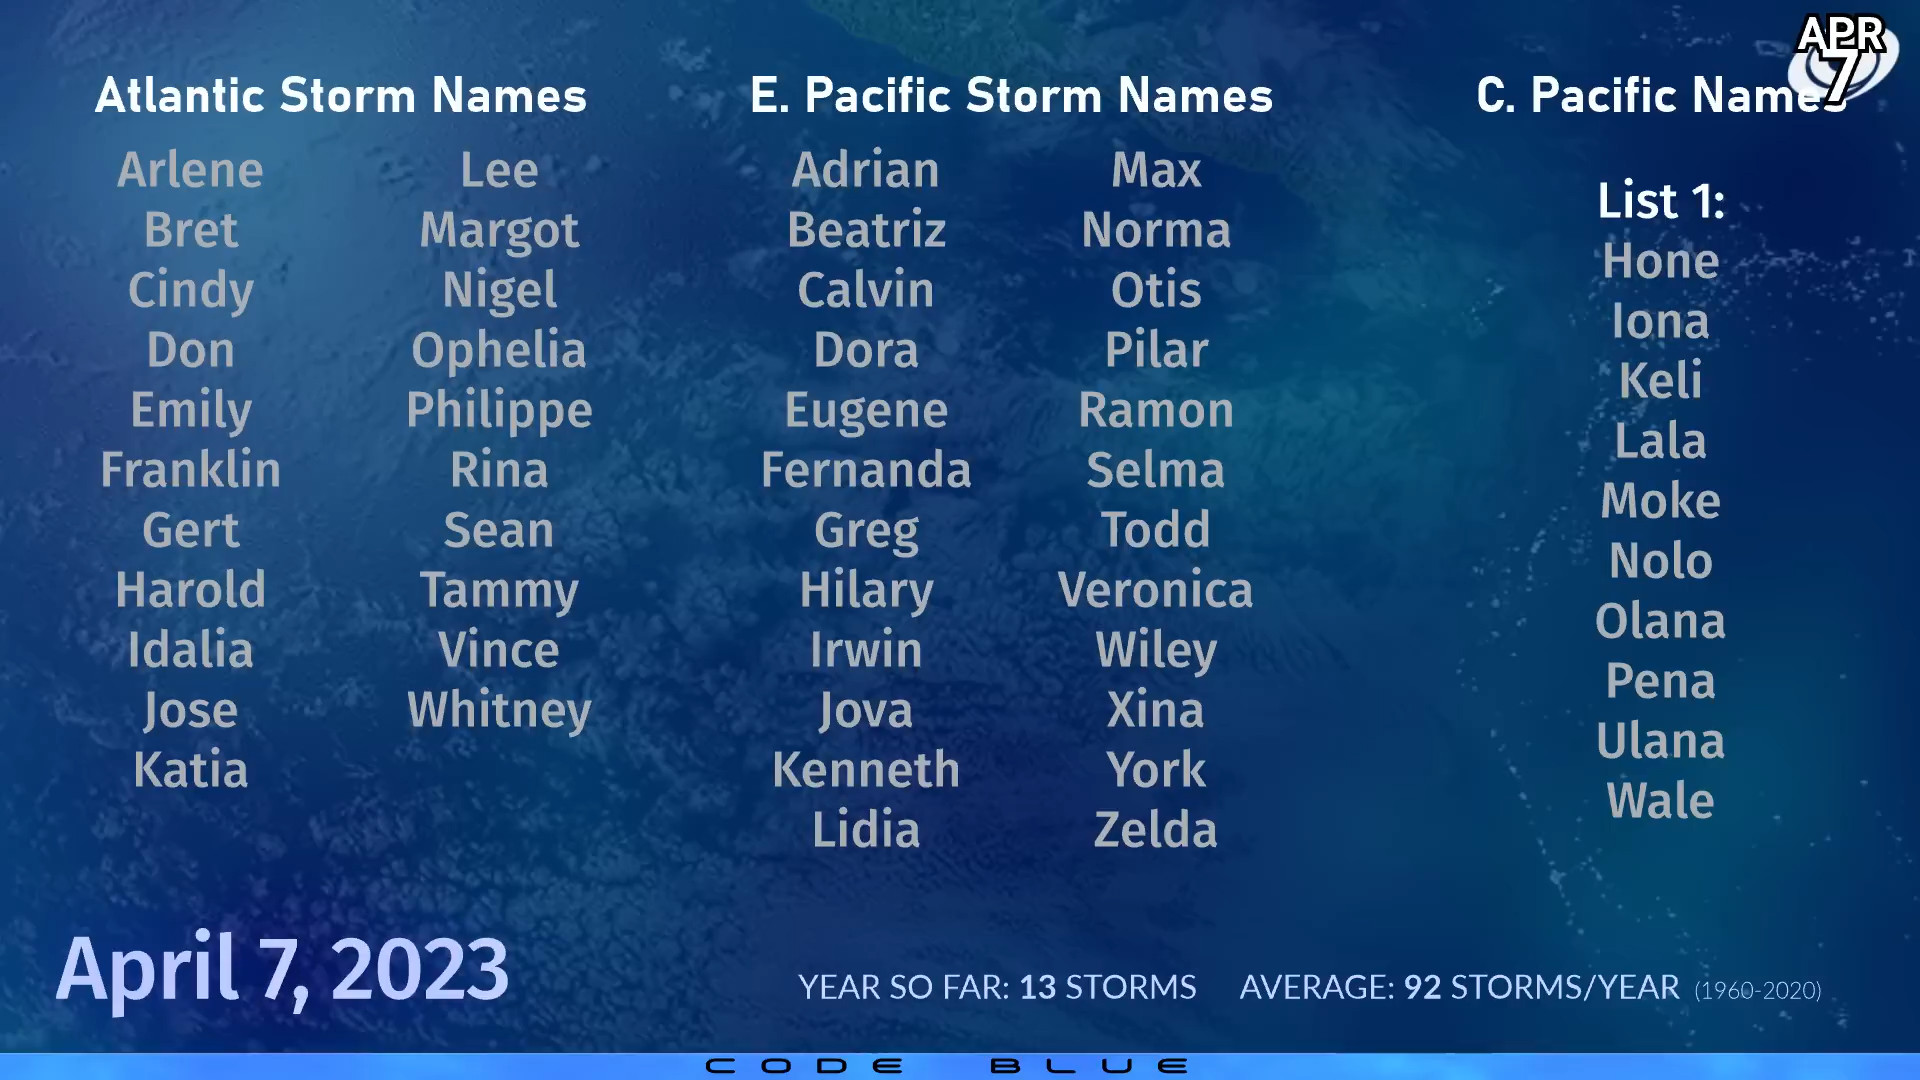 APR
7
Atlantic Storm Names
Arlene
Bret
Cindy
Don
Emily
Franklin
Gert
Harold
Idalia
Jose
Katia
Lee
Margot
Nigel
Ophelia
Philippe
Rina
Sean
Tammy
Vince
Whitney
E. Pacific Storm Names
Adrian
Beatriz
Calvin
Dora
Eugene
Fernanda
Greg
Hilary
Irwin
Jova
Kenneth
Lidia
Max
Norma
Otis
Pilar
Ramon
Selma
Todd
Veronica
Wiley
Xina
York
Zelda
C. Pacific Names
List 1:
Hone
Iona
Keli
Lala
Moke
Nolo
Olana
Pena
Ulana
Wale
April 7, 2023
YEAR SO FAR: 13 STORMS AVERAGE: 92 STORMS/YEAR (1960-2020)
CODE BLUE